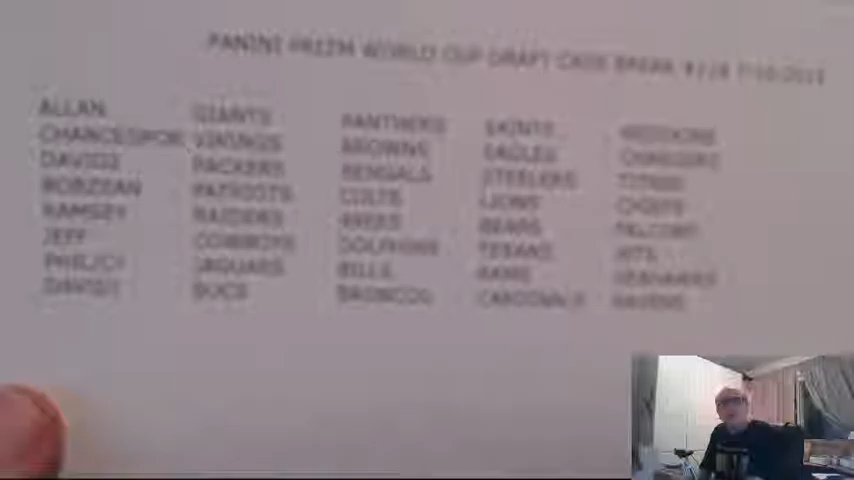 PANINI PRIZM WORLD CUP DRAFT CASE BREAK
ALLAN GIANTS PANTHERS SAINTS REDSKINS
VIKINGS BROWNS EAGLES CHARGERS
PACKERS BENGALS STEELERS TITANS
PATRIOTS COLTS LIONS CHIEFS
RAMSEY RAIDERS 49ERS BEARS FALCONS
JEFF COWBOYS DOLPHINS TEXANS JETS
JAGUARS BILLS RAMS SEAHAWKS
BUCS BRONCOS CARDINALS RAVENS